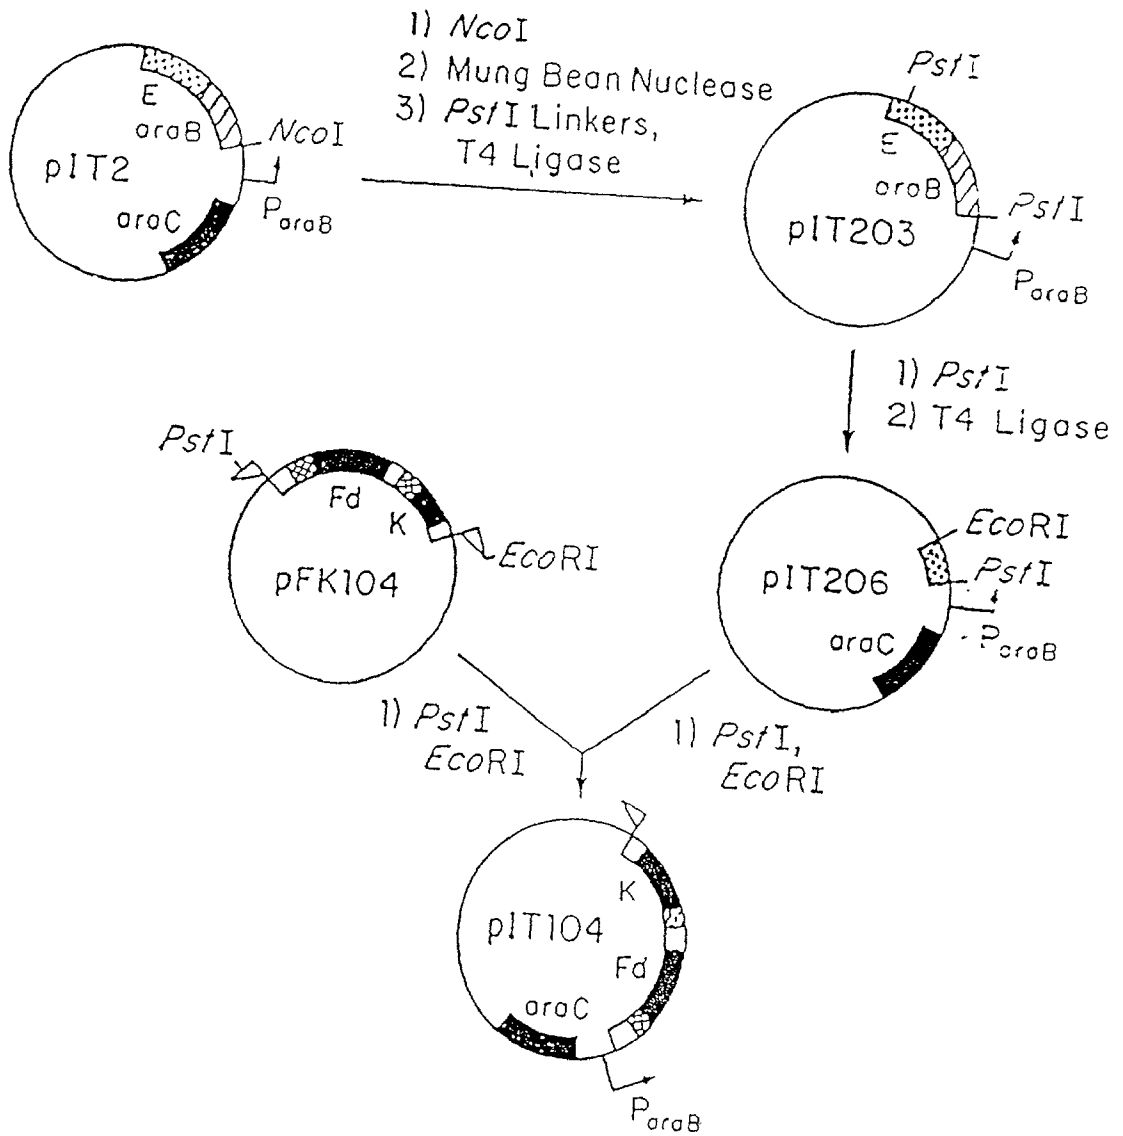 1) NcoI
2) Mung Bean Nuclease
3) PstI Linkers,
T4 Ligase
E
araB
NcoI
pIT2
araC
ParaB
PstI
E
araB
PstI
pIT203
ParaB
1) PstI
2) T4 Ligase
PstI
Fd
K
EcoRI
pFK104
EcoRI
PstI
pIT206
araC
ParaB
1) PstI
EcoRI
1) PstI,
EcoRI
K
pIT104
Fd
araC
ParaB